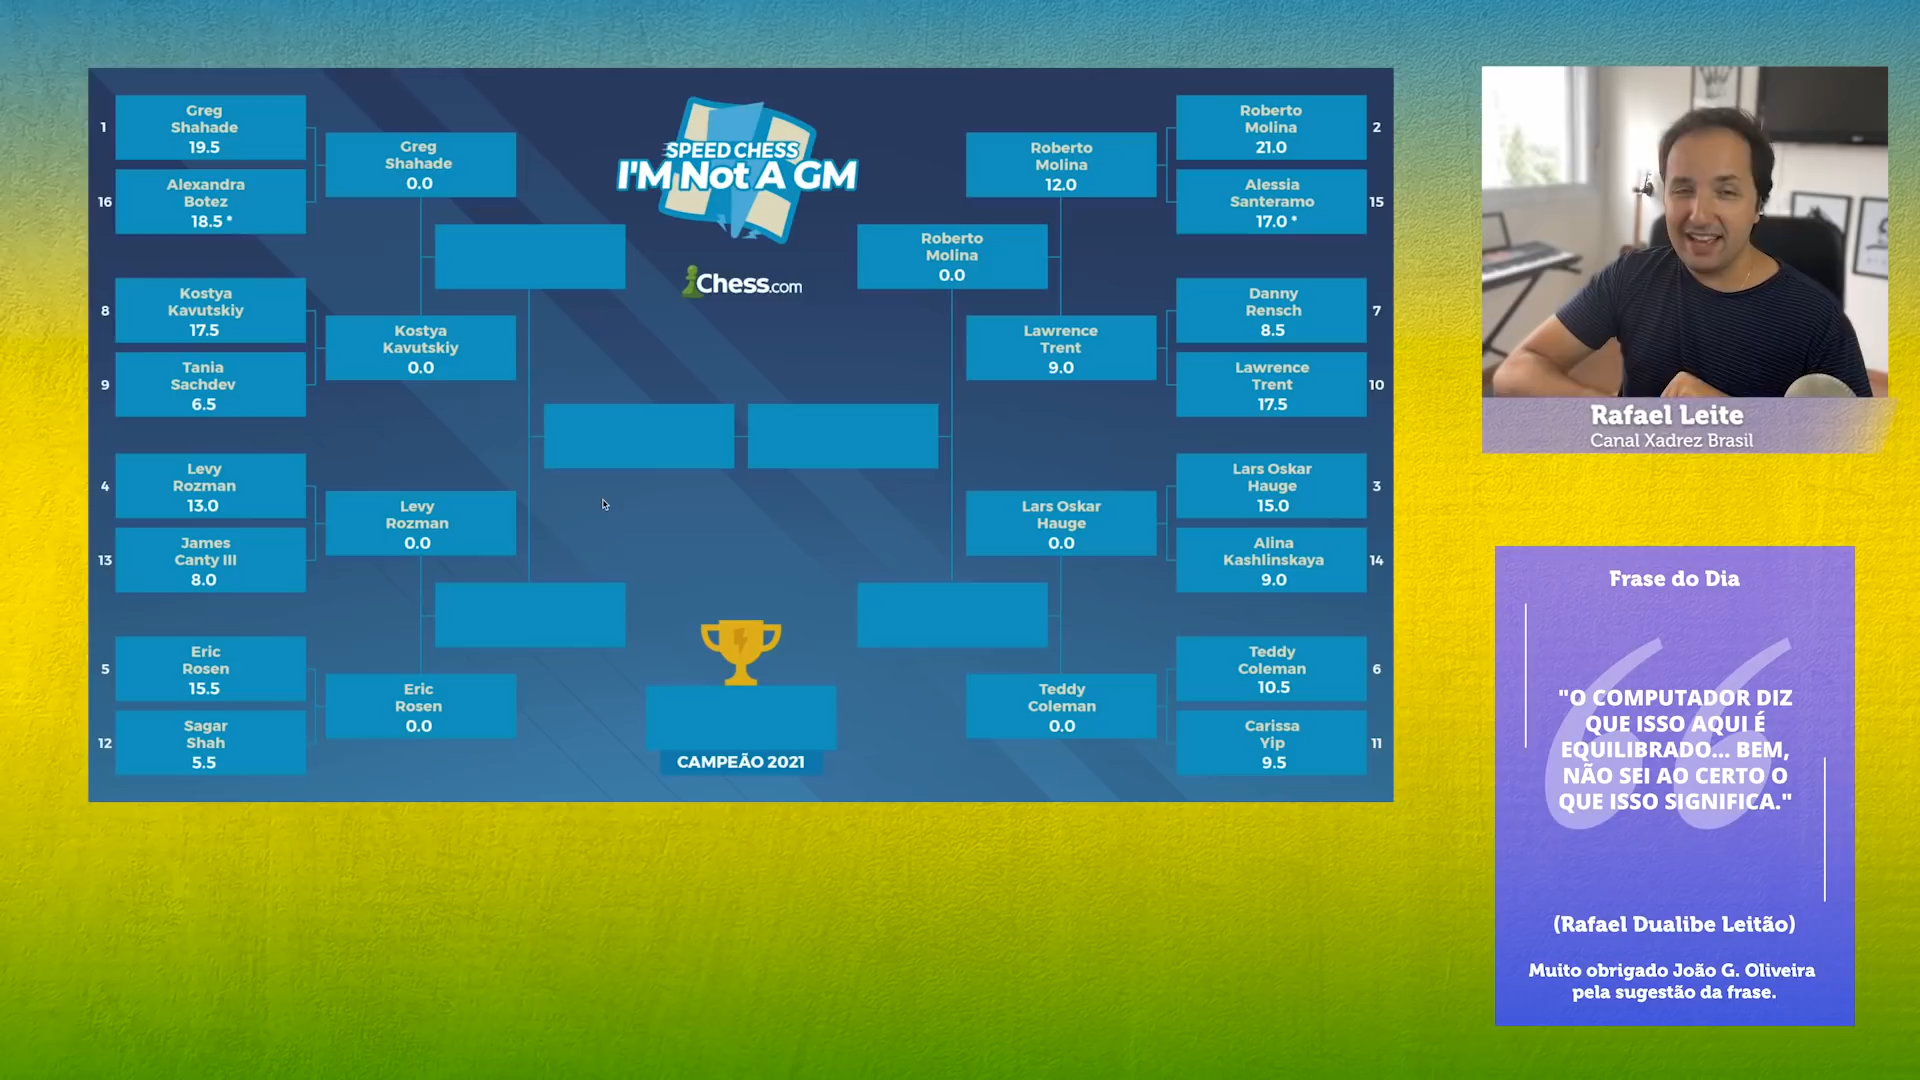 1
Greg
Shahade
19.5
16
Alexandra
Botez
18.5 *
Greg
Shahade
0.0
8
Kostya
Kavutskiy
17.5
9
Tania
Sachdev
6.5
Kostya
Kavutskiy
0.0
4
Levy
Rozman
13.0
13
James
Canty III
8.0
Levy
Rozman
0.0
5
Eric
Rosen
15.5
12
Sagar
Shah
5.5
Eric
Rosen
0.0
SPEED CHESS
I'M Not A GM
Chess.com
CAMPEÃO 2021
Roberto
Molina
0.0
Roberto
Molina
12.0
Roberto
Molina
21.0
2
Alessia
Santeramo
17.0 *
15
Lawrence
Trent
9.0
Danny
Rensch
8.5
7
Lawrence
Trent
17.5
10
Lars Oskar
Hauge
0.0
Lars Oskar
Hauge
15.0
3
Alina
Kashlinskaya
9.0
14
Teddy
Coleman
0.0
Teddy
Coleman
10.5
6
Carissa
Yip
9.5
11
Rafael Leite
Canal Xadrez Brasil
Frase do Dia
"O COMPUTADOR DIZ
QUE ISSO AQUI É
EQUILIBRADO... BEM,
NÃO SEI AO CERTO O
QUE ISSO SIGNIFICA."
(Rafael Dualibe Leitão)
Muito obrigado João G. Oliveira
pela sugestão da frase.